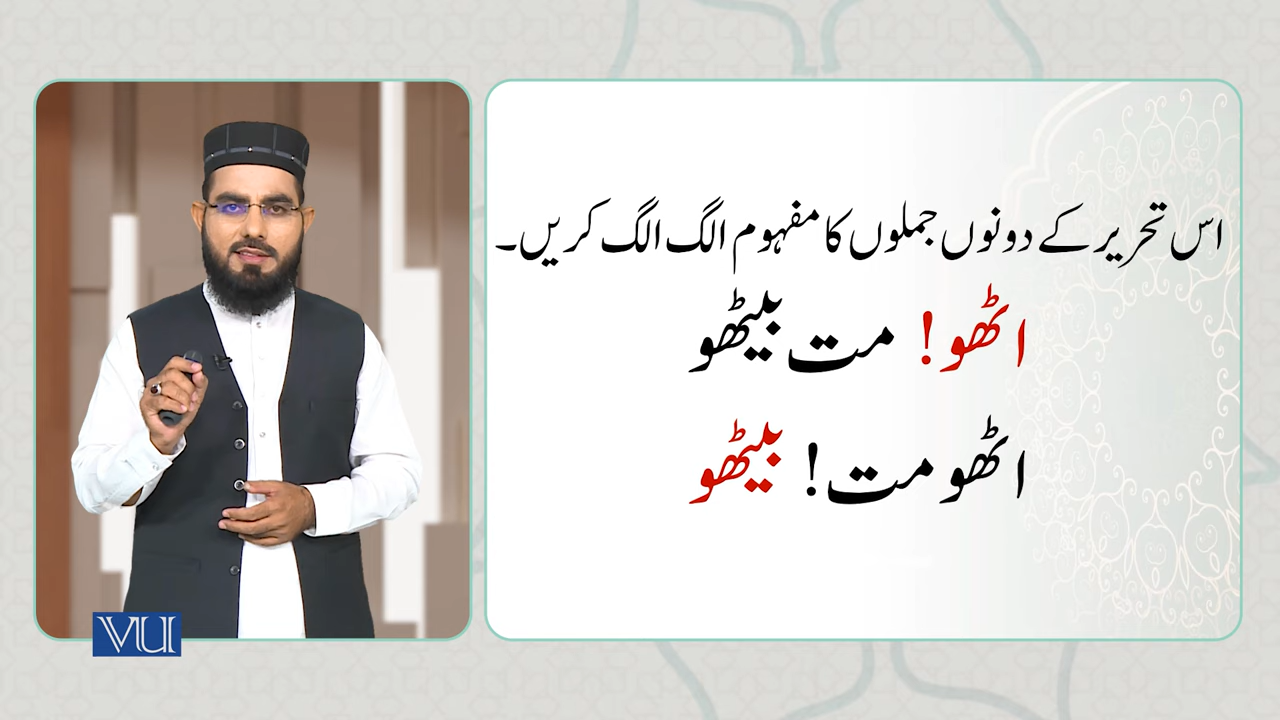 اس تحریر کے دونوں جملوں کا مفہوم الگ الگ کریں۔
اٹھو! مت بیٹھو
اٹھو مت! بیٹھو
VU